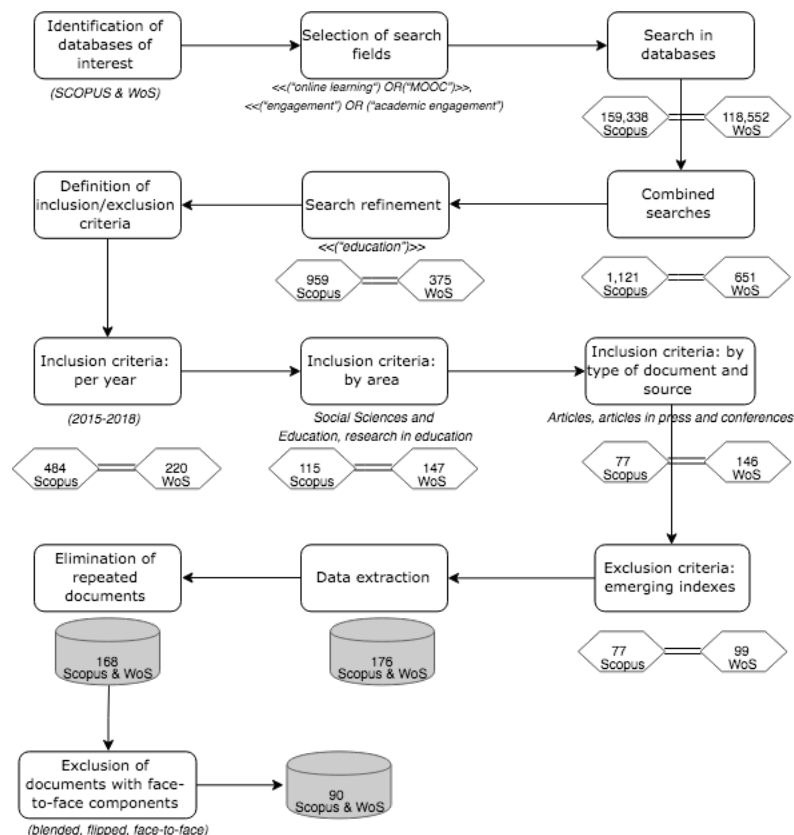 Identification of
databases of
interest
(SCOPUS & WoS)
Selection of search
fields
<<("online learning") OR("MOOC")>>,
<<("engagement") OR ("academic engagement")
Search in
databases
159,338
Scopus
118,552
WoS
Combined
searches
1,121
Scopus
651
WoS
Search refinement
<<("education")>>
959
Scopus
375
WoS
Definition of
inclusion/exclusion
criteria
Inclusion criteria:
per year
(2015-2018)
484
Scopus
220
WoS
Inclusion criteria:
by area
Social Sciences and
Education, research in education
115
Scopus
147
WoS
Inclusion criteria: by
type of document and
source
Articles, articles in press and conferences
77
Scopus
146
WoS
Exclusion criteria:
emerging indexes
77
Scopus
99
WoS
Data extraction
176
Scopus & WoS
Elimination of
repeated
documents
168
Scopus & WoS
Exclusion of
documents with face-
to-face components
(blended, flipped, face-to-face)
90
Scopus & WoS